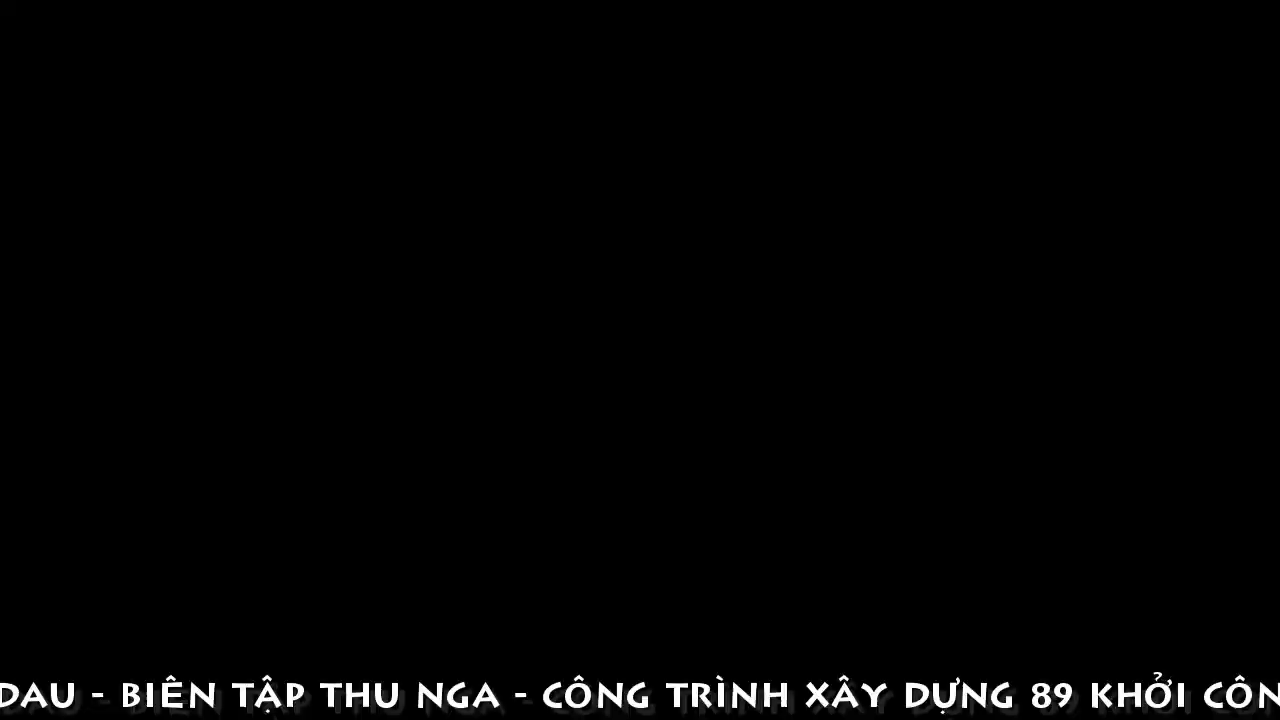 DAU - BIÊN TẬP THU NGA - CÔNG TRÌNH XÂY DỰNG 89 KHỞI CÔN